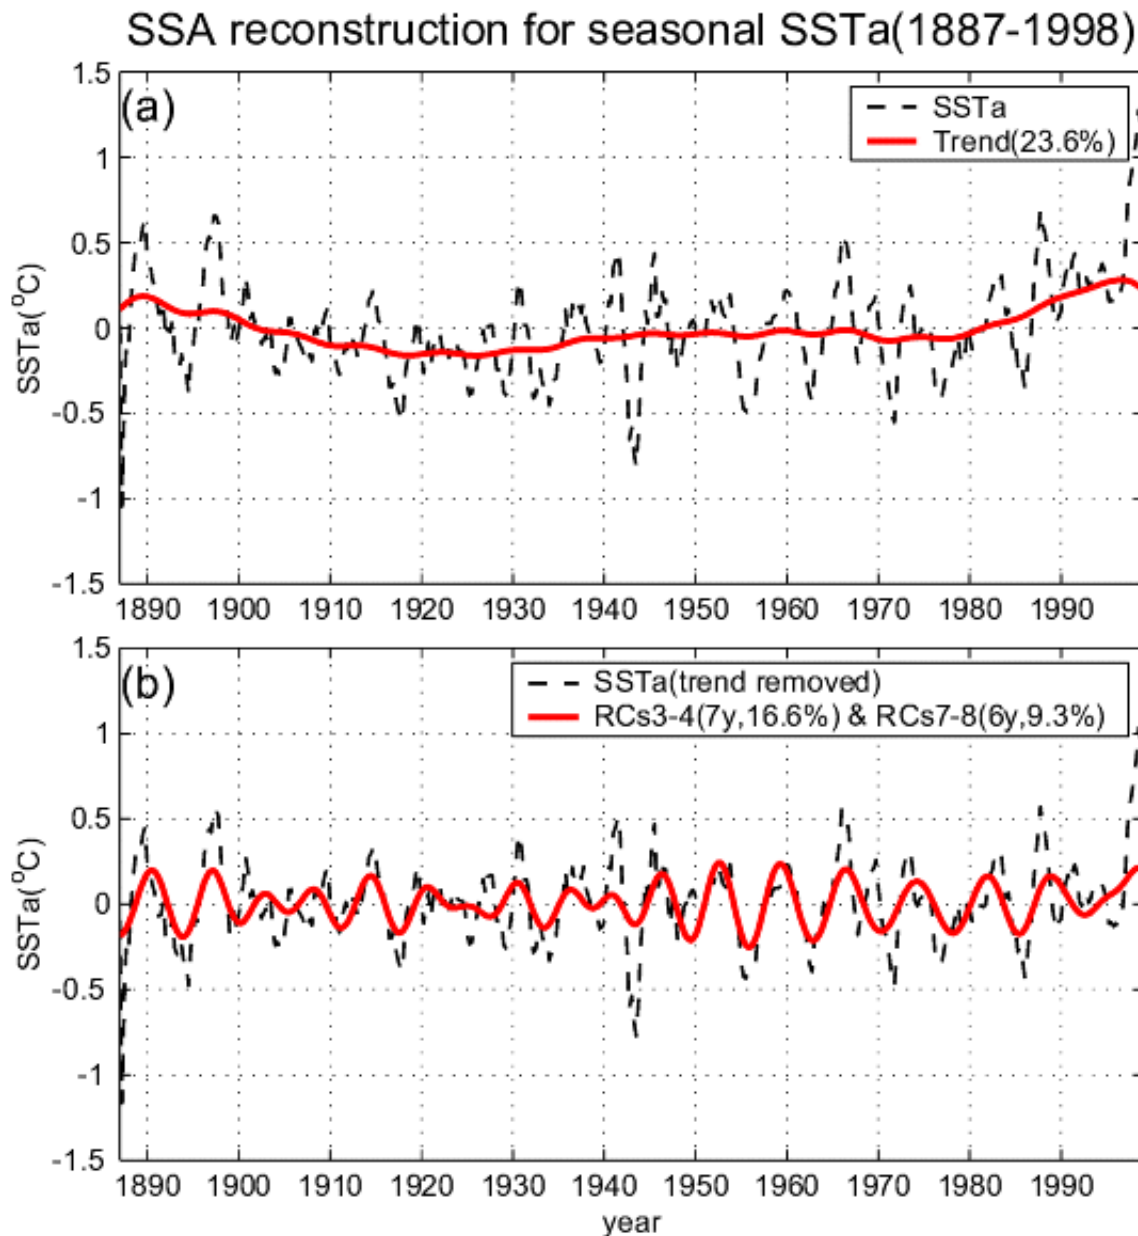 SSA reconstruction for seasonal SSTa(1887-1998)
(a)
SSTa
Trend(23.6%)
SSTa(°C)
1.5
1
0.5
0
-0.5
-1
-1.5
1890 1900 1910 1920 1930 1940 1950 1960 1970 1980 1990
(b)
SSTa(trend removed)
RCs3-4(7y,16.6%) & RCs7-8(6y,9.3%)
SSTa(°C)
1.5
1
0.5
0
-0.5
-1
-1.5
1890 1900 1910 1920 1930 1940 1950 1960 1970 1980 1990
year